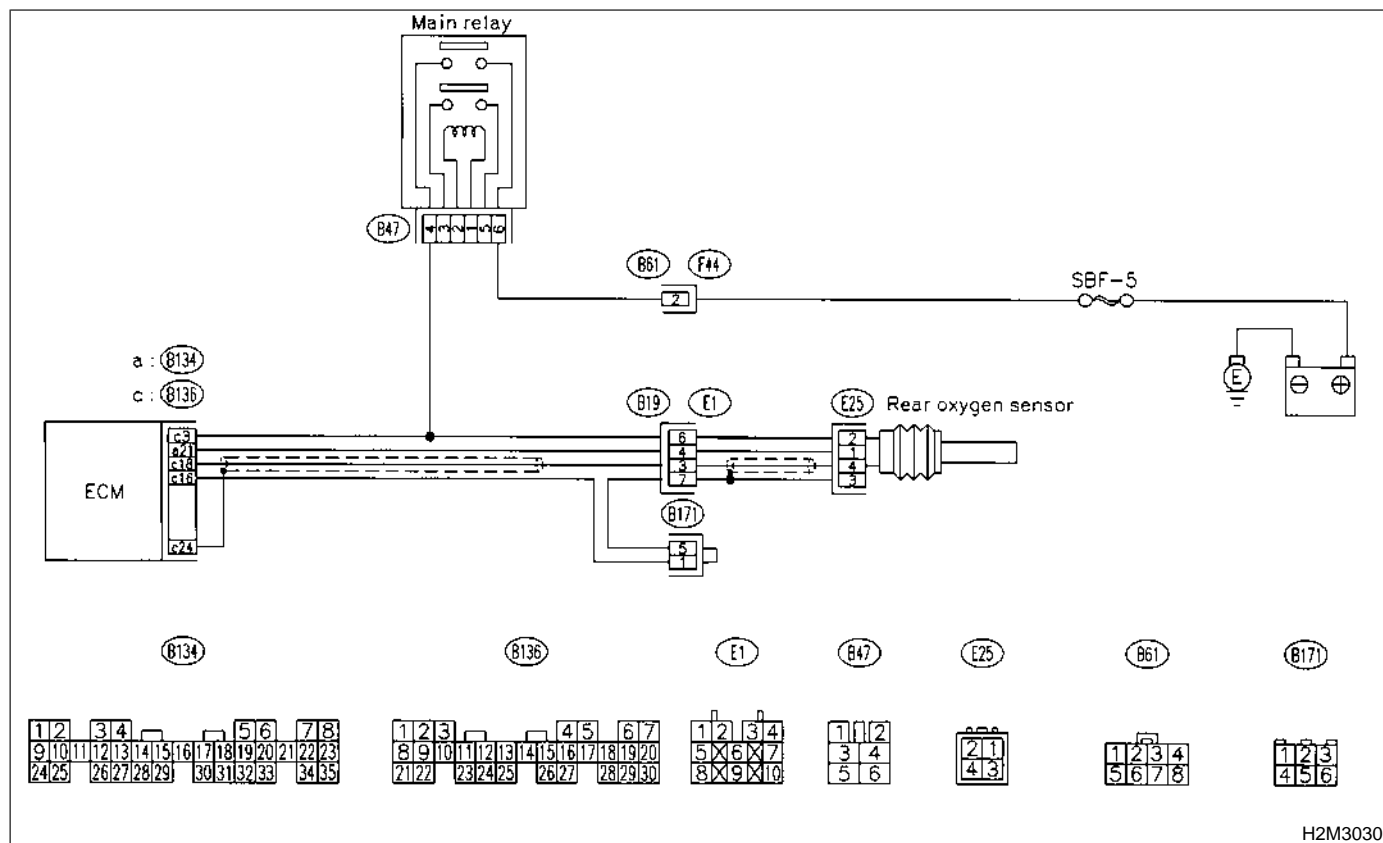 Main relay
B47
4 3 2 1 5 6
B61 F44
2
SBF-5
E
⊖ ⊕
a : B134
c : B136
B19 E1
E25 Rear oxygen sensor
ECM
c3
a21
c18
c16
c24
6
4
3
7
2
1
4
3
B171
5
1
B134
1 2 3 4 5 6 7 8
9 10 11 12 13 14 15 16 17 18 19 20 21 22 23
24 25 26 27 28 29 30 31 32 33 34 35
B136
1 2 3 4 5 6 7
8 9 10 11 12 13 14 15 16 17 18 19 20
21 22 23 24 25 26 27 28 29 30
E1
1 2 3 4
5 6 7
8 9 10
B47
1 2
3 4
5 6
E25
2 1
4 3
B61
1 2 3 4
5 6 7 8
B171
1 2 3
4 5 6
H2M3030